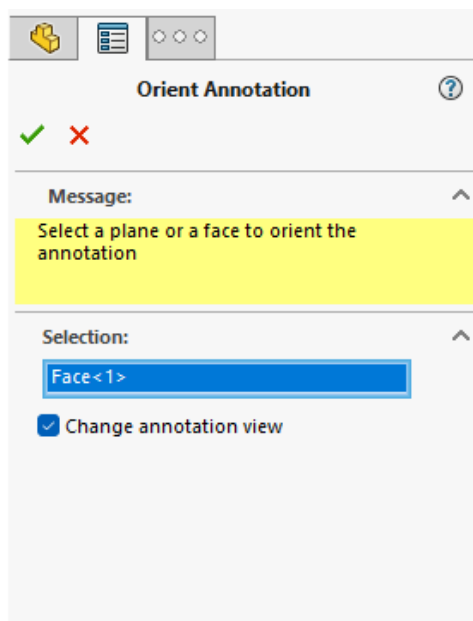 Orient Annotation
Message:
Select a plane or a face to orient the
annotation
Selection:
Face<1>
Change annotation view